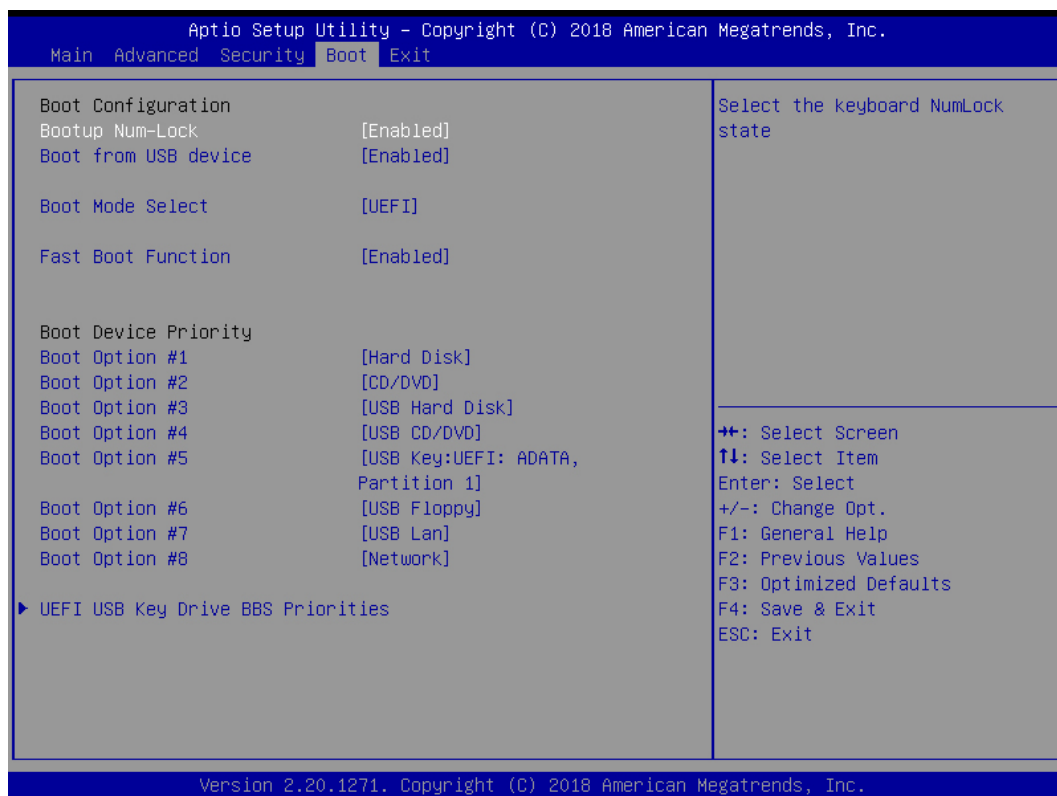 Aptio Setup Utility – Copyright (C) 2018 American Megatrends, Inc.
Main Advanced Security Boot Exit
Boot Configuration
Bootup Num-Lock [Enabled]
Boot from USB device [Enabled]
Boot Mode Select [UEFI]
Fast Boot Function [Enabled]
Boot Device Priority
Boot Option #1 [Hard Disk]
Boot Option #2 [CD/DVD]
Boot Option #3 [USB Hard Disk]
Boot Option #4 [USB CD/DVD]
Boot Option #5 [USB Key:UEFI: ADATA,
Partition 1]
Boot Option #6 [USB Floppy]
Boot Option #7 [USB Lan]
Boot Option #8 [Network]
UEFI USB Key Drive BBS Priorities
Select the keyboard NumLock
state
→←: Select Screen
↑↓: Select Item
Enter: Select
+/-: Change Opt.
F1: General Help
F2: Previous Values
F3: Optimized Defaults
F4: Save & Exit
ESC: Exit
Version 2.20.1271. Copyright (C) 2018 American Megatrends, Inc.